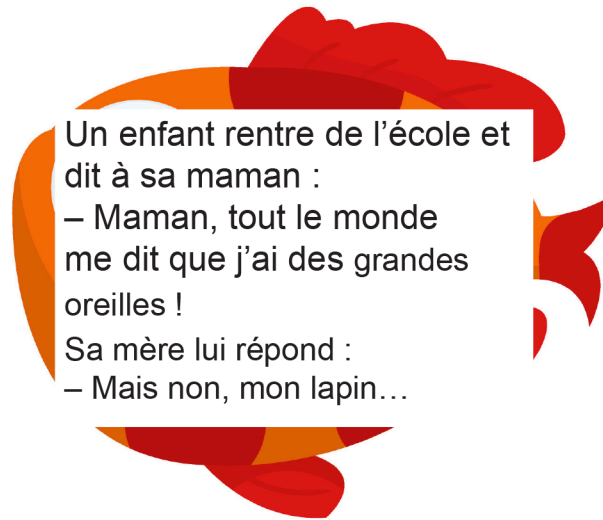 Un enfant rentre de l’école et
dit à sa maman :
– Maman, tout le monde
me dit que j’ai des grandes
oreilles !
Sa mère lui répond :
– Mais non, mon lapin…